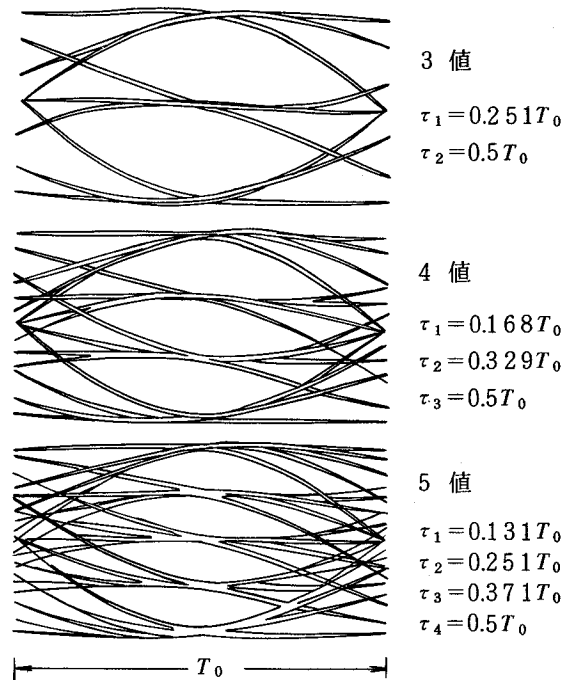 3 値
τ₁=0.251T₀
τ₂=0.5T₀
4 値
τ₁=0.168T₀
τ₂=0.329T₀
τ₃=0.5T₀
5 値
τ₁=0.131T₀
τ₂=0.251T₀
τ₃=0.371T₀
τ₄=0.5T₀
T₀